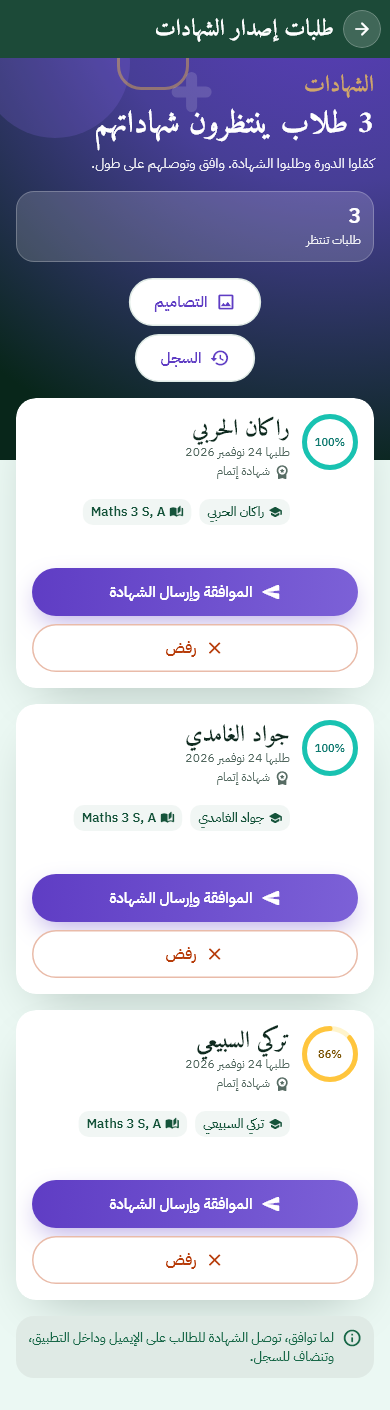 طلبات إصدار الشهادات
الشهادات
3 طلاب ينتظرون شهاداتهم
كمّلوا الدورة وطلبوا الشهادة. وافق وتوصلهم على طول.
3
طلبات تنتظر
التصاميم
السجل
100%
راكان الحربي
طلبها 24 نوفمبر 2026
شهادة إتمام
راكان الحربي
Maths 3 S, A
الموافقة وإرسال الشهادة
رفض
100%
جواد الغامدي
طلبها 24 نوفمبر 2026
شهادة إتمام
جواد الغامدي
Maths 3 S, A
الموافقة وإرسال الشهادة
رفض
86%
تركي السبيعي
طلبها 24 نوفمبر 2026
شهادة إتمام
تركي السبيعي
Maths 3 S, A
الموافقة وإرسال الشهادة
رفض
لما توافق، توصل الشهادة للطالب على الإيميل وداخل التطبيق،
وتنضاف للسجل.